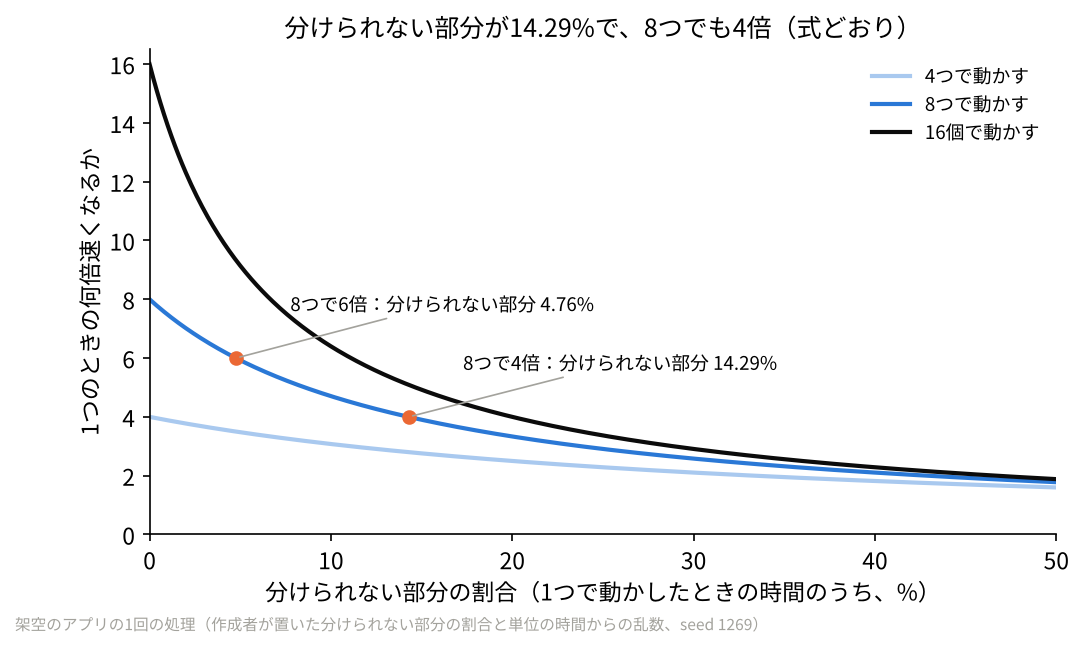 分けられない部分が14.29%で、8つでも4倍（式どおり）
4つで動かす
8つで動かす
16個で動かす
1つのときの何倍速くなるか
16
14
12
10
8
6
4
2
0
8つで6倍：分けられない部分 4.76%
8つで4倍：分けられない部分 14.29%
0 10 20 30 40 50
分けられない部分の割合（1つで動かしたときの時間のうち、%）
架空のアプリの1回の処理（作成者が置いた分けられない部分の割合と単位の時間からの乱数、seed 1269）